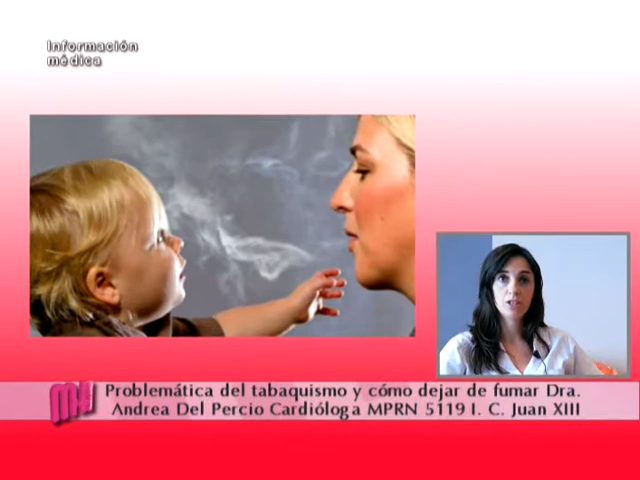 Información
médica
Problemática del tabaquismo y cómo dejar de fumar Dra.
Andrea Del Percio Cardióloga MPRN 5119 I. C. Juan XIII